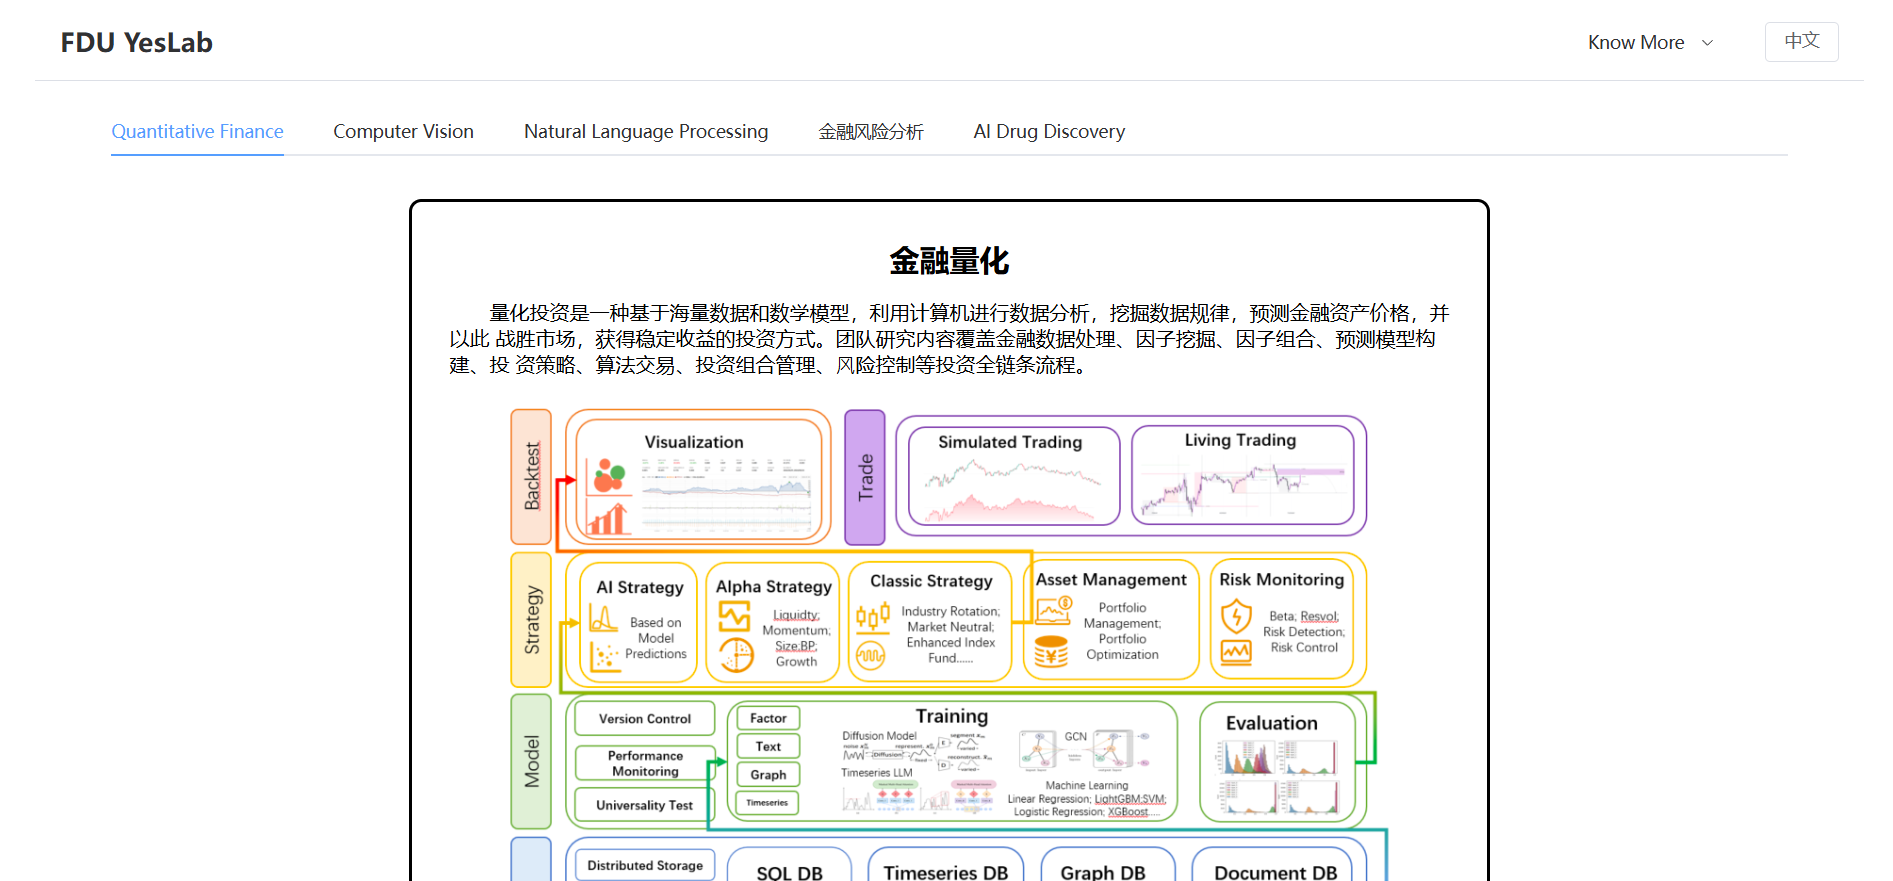 FDU YesLab
Know More
中文
Quantitative Finance
Computer Vision
Natural Language Processing
金融风险分析
AI Drug Discovery
金融量化
量化投资是一种基于海量数据和数学模型，利用计算机进行数据分析，挖掘数据规律，预测金融资产价格，并
以此 战胜市场，获得稳定收益的投资方式。团队研究内容覆盖金融数据处理、因子挖掘、因子组合、预测模型构
建、投 资策略、算法交易、投资组合管理、风险控制等投资全链条流程。
Backtest
Visualization
Trade
Simulated Trading
Living Trading
Strategy
AI Strategy
Based on
Model
Predictions
Alpha Strategy
Liquidty;
Momentum;
Size;BP;
Growth
Classic Strategy
Industry Rotation;
Market Neutral;
Enhanced Index
Fund......
Asset Management
Portfolio
Management;
Portfolio
Optimization
Risk Monitoring
Beta; Resvol;
Risk Detection;
Risk Control
Model
Version Control
Performance
Monitoring
Universality Test
Factor
Text
Graph
Timeseries
Training
Diffusion Model
Diffusion
Timeseries LLM
GCN
Machine Learning
Linear Regression; LightGBM;SVM;
Logistic Regression; XGBoost.....
Evaluation
Distributed Storage
SQL DB
Timeseries DB
Graph DB
Document DB